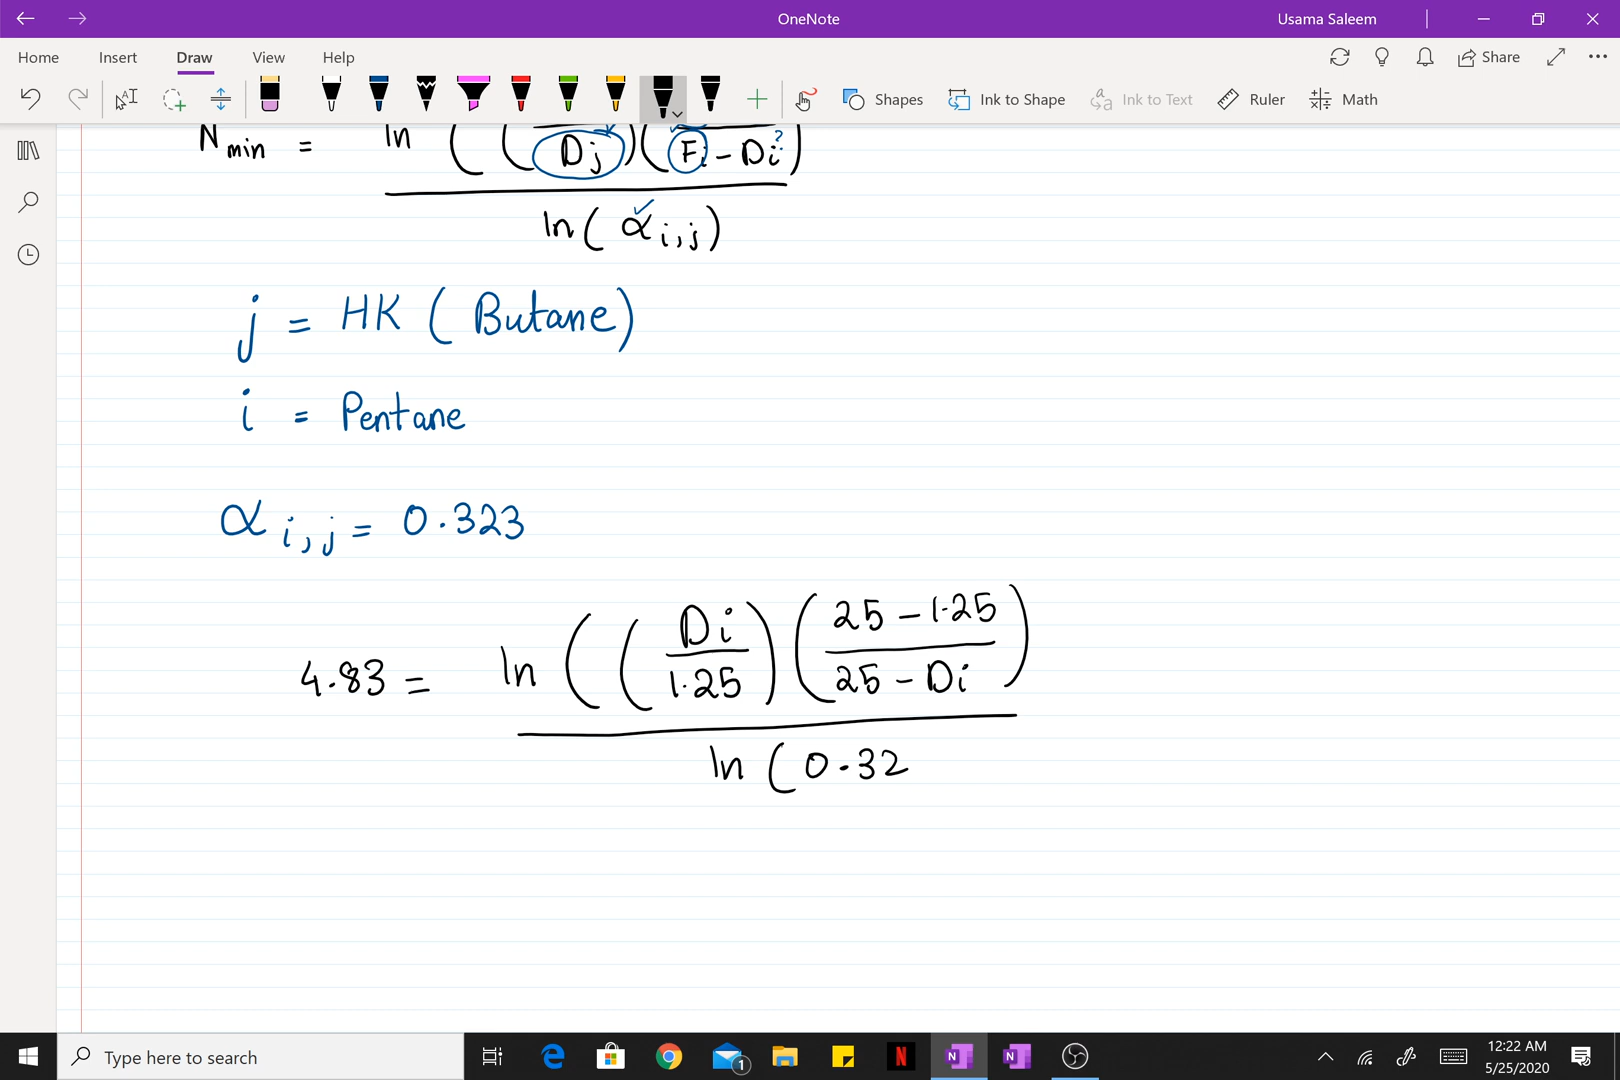 OneNote
Usama Saleem
Home Insert Draw View Help
Share
Shapes Ink to Shape Ink to Text Ruler Math
N min = ln ( ( Dj ) ( Fi - Di ? )
ln ( α i,j )
j = HK ( Butane )
i = Pentane
α i,j = 0.323
4.83 = ln ( ( Di / 1.25 ) ( 25 - 1.25 / 25 - Di )
ln ( 0.32
Type here to search
1
12:22 AM
5/25/2020